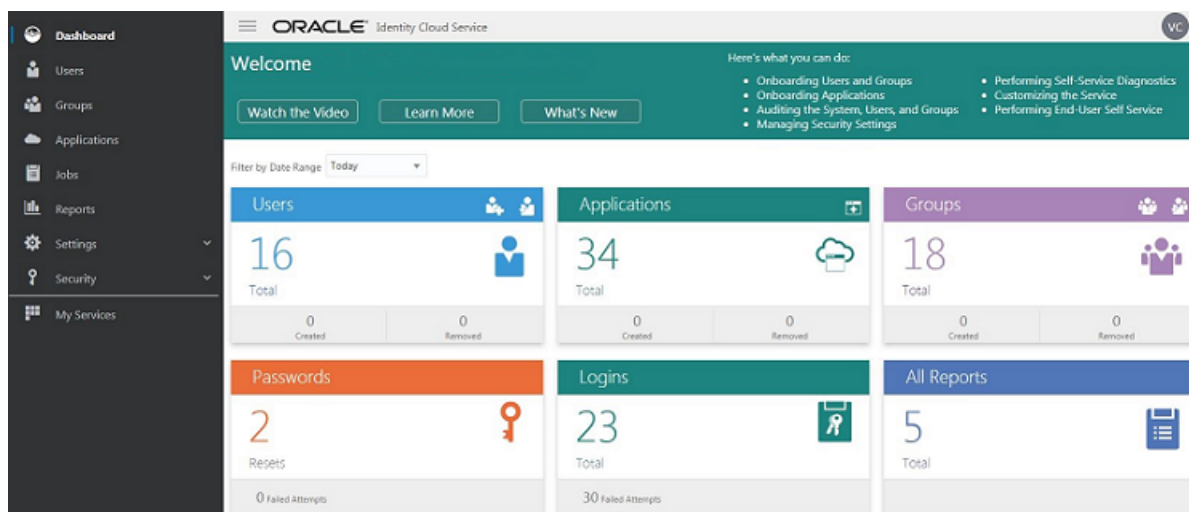 Dashboard
Users
Groups
Applications
Jobs
Reports
Settings
Security
My Services
ORACLE® Identity Cloud Service
VC
Welcome
Watch the Video
Learn More
What's New
Here's what you can do:
• Onboarding Users and Groups
• Onboarding Applications
• Auditing the System, Users, and Groups
• Managing Security Settings
• Performing Self-Service Diagnostics
• Customizing the Service
• Performing End-User Self Service
Filter by Date Range Today
Users
16
Total
0
Created
0
Removed
Applications
34
Total
0
Created
0
Removed
Groups
18
Total
0
Created
0
Removed
Passwords
2
Resets
0 Failed Attempts
Logins
23
Total
30 Failed Attempts
All Reports
5
Total